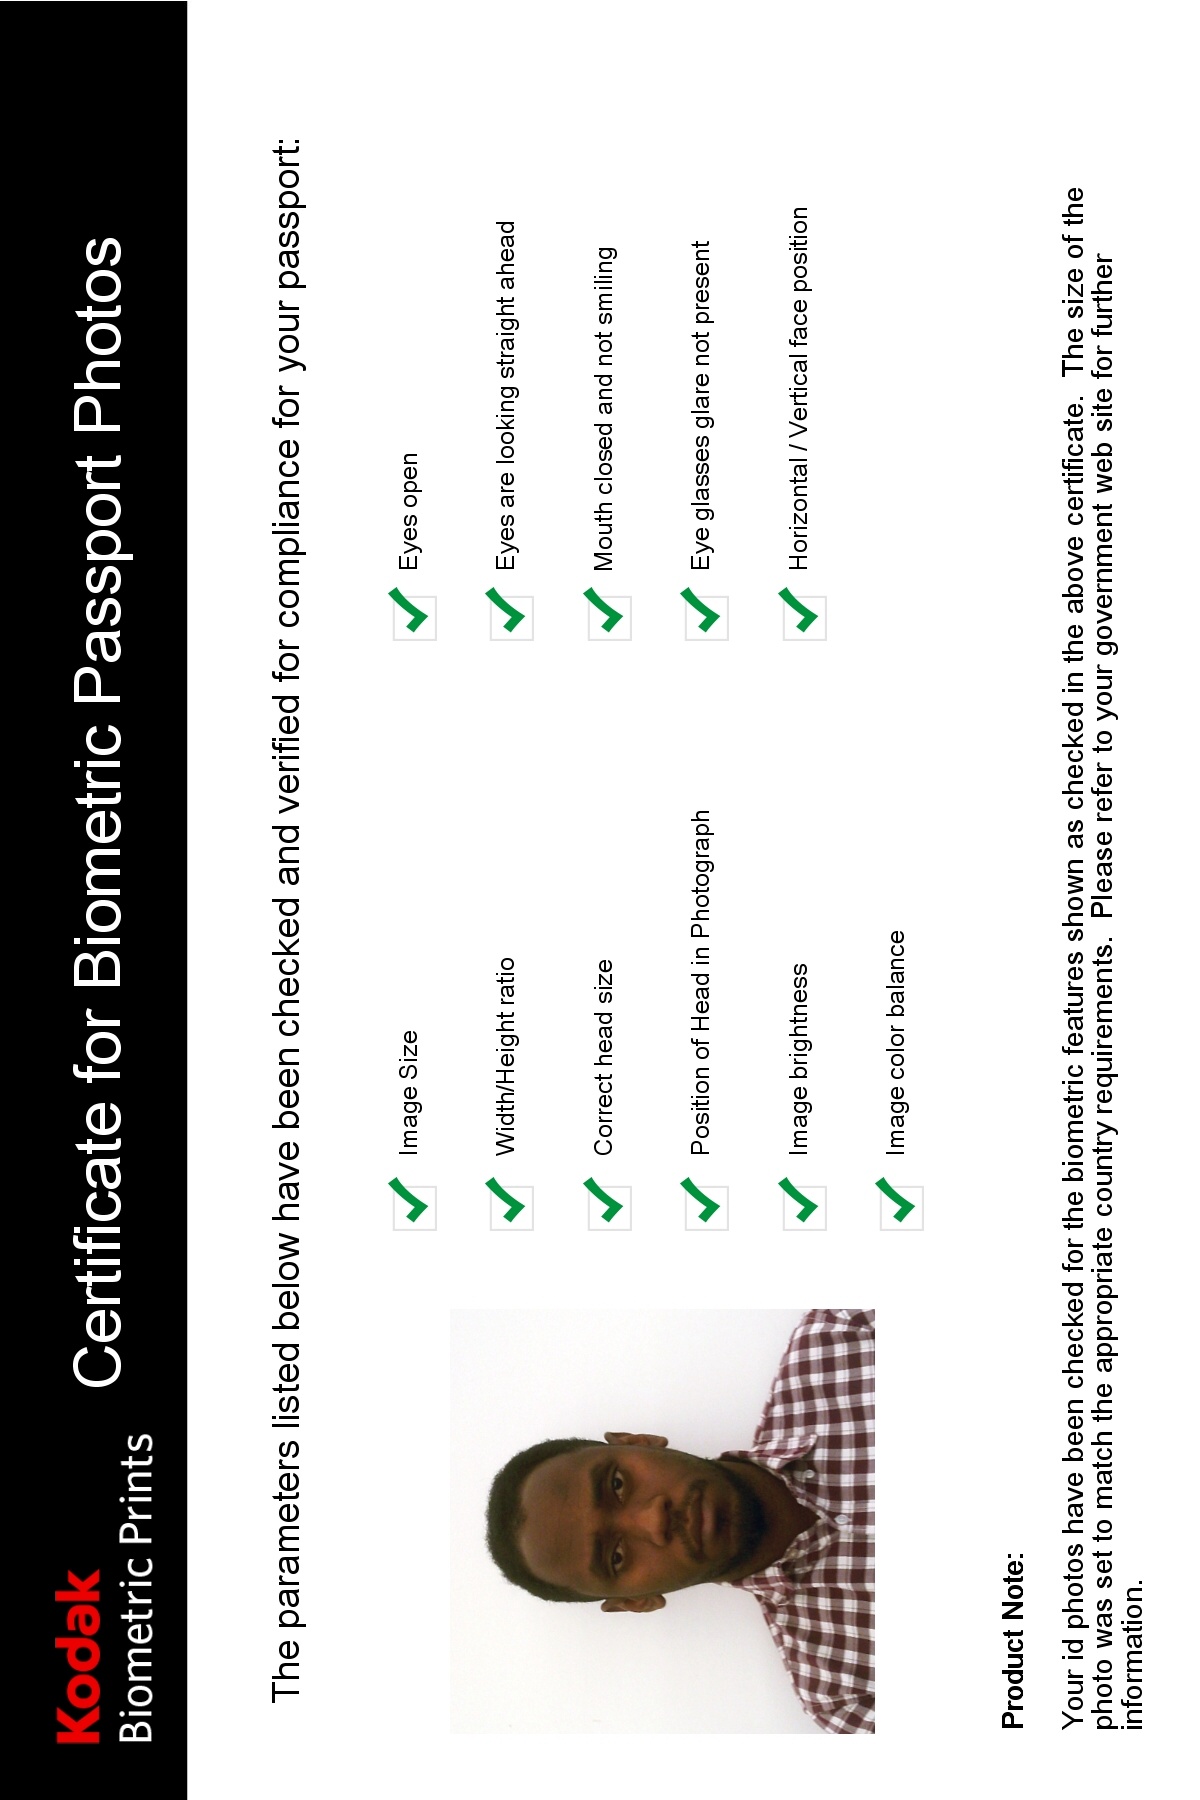 Kodak
Biometric Prints
Certificate for Biometric Passport Photos
The parameters listed below have been checked and verified for compliance for your passport:
Image Size
Width/Height ratio
Correct head size
Position of Head in Photograph
Image brightness
Image color balance
Eyes open
Eyes are looking straight ahead
Mouth closed and not smiling
Eye glasses glare not present
Horizontal / Vertical face position
Product Note:
Your id photos have been checked for the biometric features shown as checked in the above certificate.  The size of the
photo was set to match the appropriate country requirements.  Please refer to your government web site for further
information.